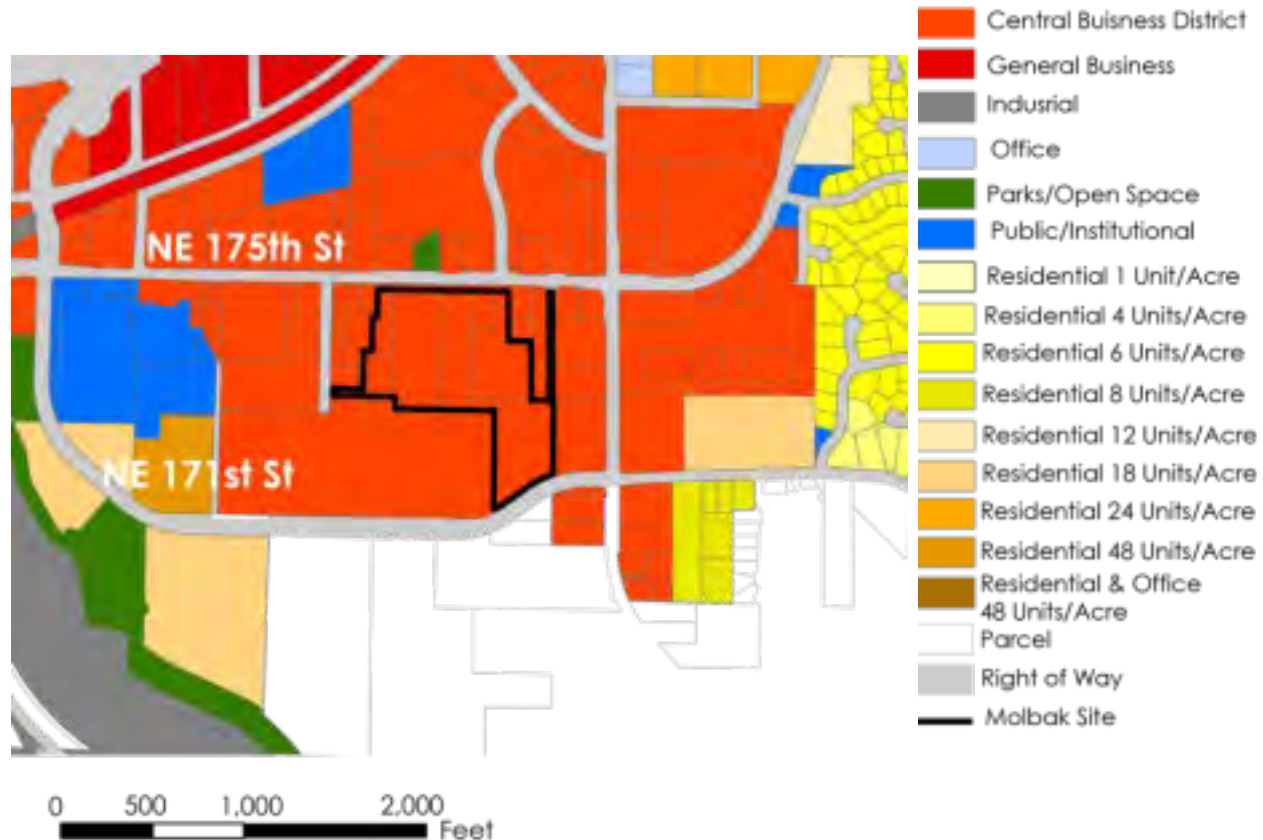 Central Buisness District
General Business
Indusrial
Office
Parks/Open Space
Public/Institutional
Residential 1 Unit/Acre
Residential 4 Units/Acre
Residential 6 Units/Acre
Residential 8 Units/Acre
Residential 12 Units/Acre
Residential 18 Units/Acre
Residential 24 Units/Acre
Residential 48 Units/Acre
Residential & Office
48 Units/Acre
Parcel
Right of Way
Molbak Site
NE 175th St
NE 171st St
0 500 1,000 2,000
Feet